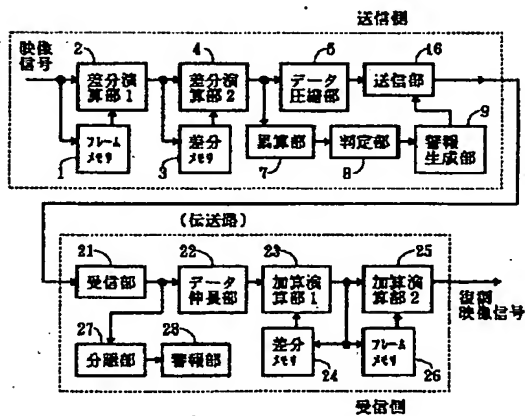 送信側
映像
信号
2
4
5
16
差分演
算部1
差分演
算部2
データ
圧縮部
送信部
9
フレーム
メモリ
差分
メモリ
累算部
判定部
警報
生成部
1
3
7
8
(伝送路)
21
22
23
25
受信部
データ
伸長部
加算演
算部1
加算演
算部2
復調
映像信号
27
28
分離部
警報部
差分
メモリ
フレーム
メモリ
24
26
受信側